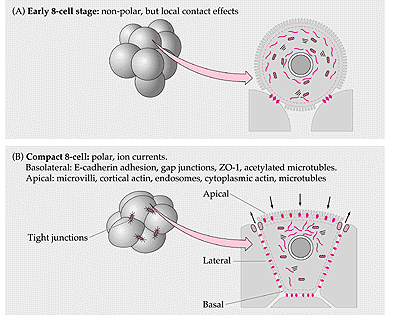 (A) Early 8-cell stage: non-polar, but local contact effects
(B) Compact 8-cell: polar, ion currents.
Basolateral: E-cadherin adhesion, gap junctions, ZO-1, acetylated microtubles.
Apical: microvilli, cortical actin, endosomes, cytoplasmic actin, microtubles
Apical
Tight junctions
Lateral
Basal